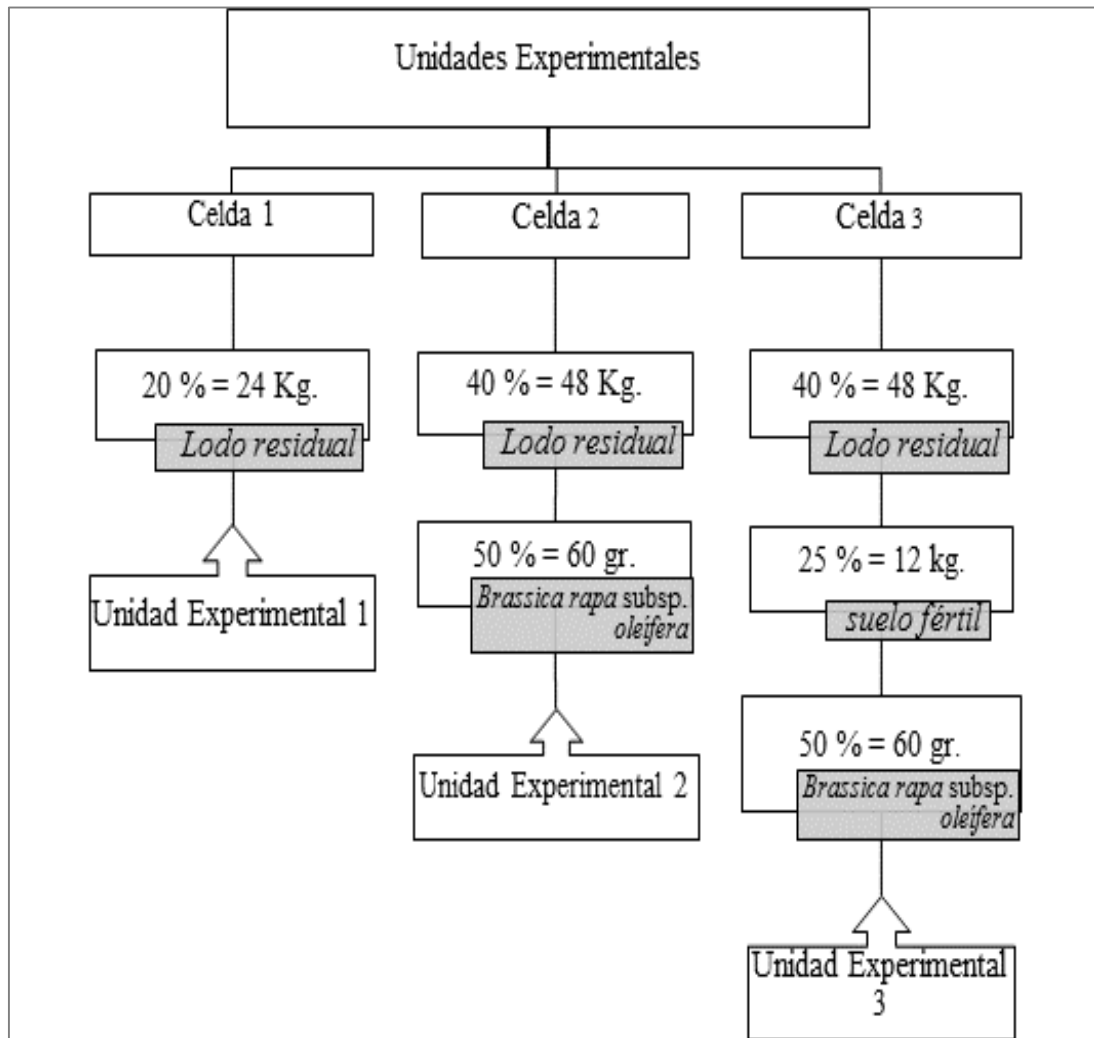 Unidades Experimentales
Celda 1
20 % = 24 Kg.
Lodo residual
Unidad Experimental 1
Celda 2
40 % = 48 Kg.
Lodo residual
50 % = 60 gr.
Brassica rapa subsp.
oleífera
Unidad Experimental 2
Celda 3
40 % = 48 Kg.
Lodo residual
25 % = 12 kg.
suelo fértil
50 % = 60 gr.
Brassica rapa subsp.
oleífera
Unidad Experimental
3